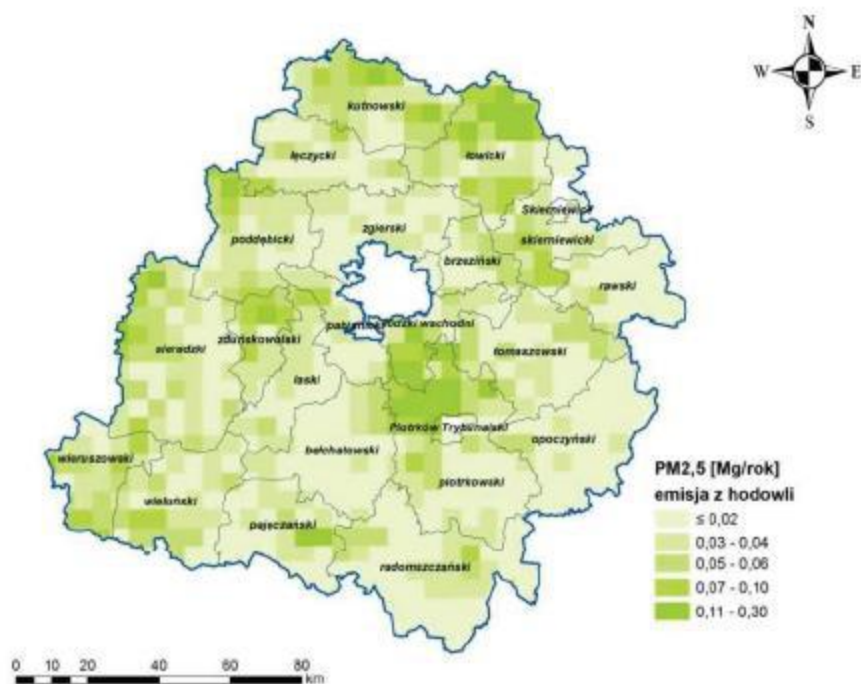 N
W E
S
kutnowski
łęczycki
łowicki
Skierniewice
zgierski
skierniewicki
poddębicki
brzeziński
rawski
łódzki wschodni
sieradzki
zduńskowolski
tomaszowski
łaski
Piotrków Trybunalski
opoczyński
bełchatowski
wieruszowski
piotrkowski
wieluński
pajęczański
radomszczański
PM2,5 [Mg/rok]
emisja z hodowli
≤ 0,02
0,03 - 0,04
0,05 - 0,06
0,07 - 0,10
0,11 - 0,30
0 10 20 40 60 80
km